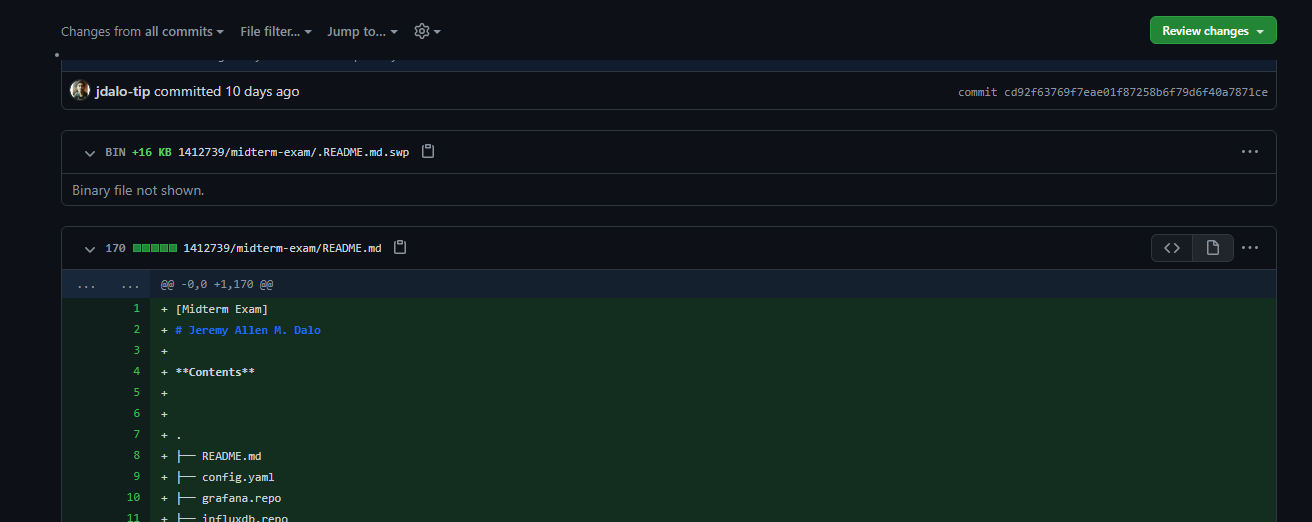 Changes from all commits File filter... Jump to... Review changes
jdalo-tip committed 10 days ago commit cd92f63769f7eae01f87258b6f79d6f40a7871ce
BIN +16 KB 1412739/midterm-exam/.README.md.swp
Binary file not shown.
170 1412739/midterm-exam/README.md
... ... @@ -0,0 +1,170 @@
1 + [Midterm Exam]
2 + # Jeremy Allen M. Dalo
3 +
4 + **Contents**
5 +
6 +
7 + .
8 + ├── README.md
9 + ├── config.yaml
10 + ├── grafana.repo
11 + ├── influxdb.repo